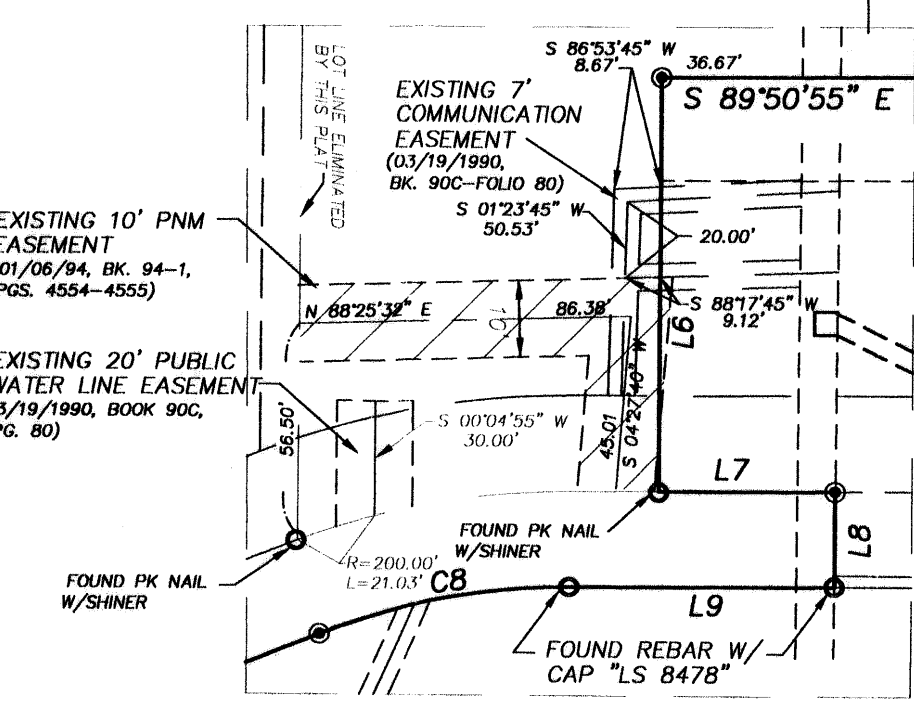 S 86°53'45" W
8.67'
36.67'
S 89°50'55" E
LOT LINE ELIMINATED
BY THIS PLAT
EXISTING 7'
COMMUNICATION
EASEMENT
(03/19/1990,
BK. 90C-FOLIO 80)
S 01°23'45" W
50.53'
20.00'
EXISTING 10' PNM
EASEMENT
01/06/94, BK. 94-1,
PGS. 4554-4555)
N 88°25'32" E
10'
86.38'
S 88°17'45" W
9.12'
L6
EXISTING 20' PUBLIC
WATER LINE EASEMENT
3/19/1990, BOOK 90C,
PG. 80)
56.50'
S 00°04'55" W
30.00'
45.01
S 04°27'40" W
L7
L8
FOUND PK NAIL
W/SHINER
FOUND PK NAIL
W/SHINER
R=200.00'
L=21.03'
C8
L9
FOUND REBAR W/
CAP "LS 8478"